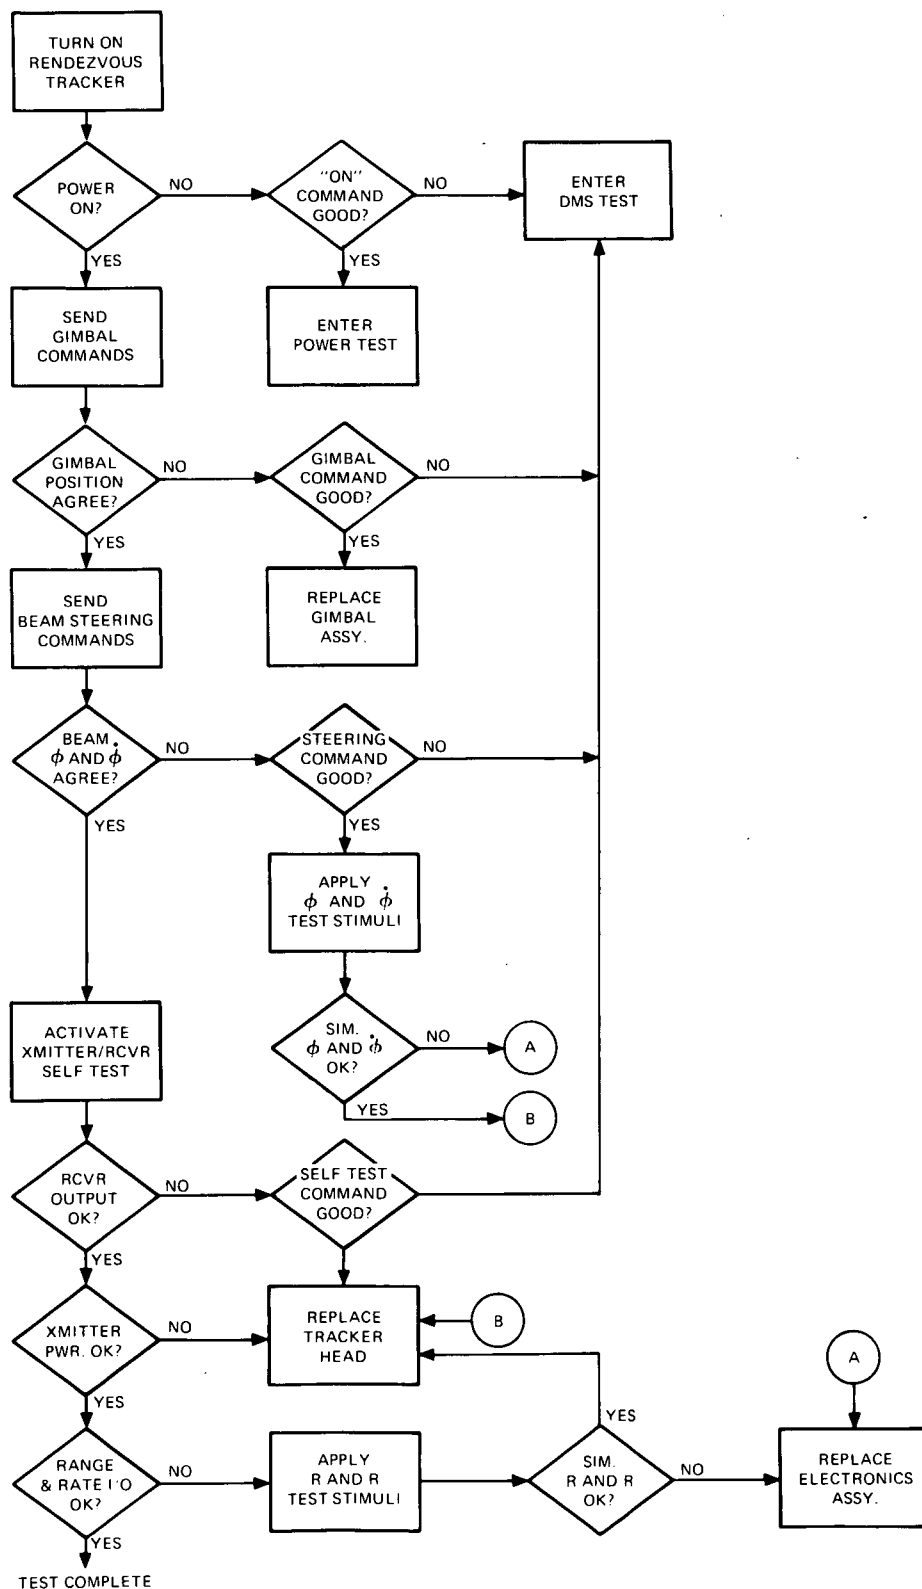 TURN ON
RENDEZVOUS
TRACKER
POWER
ON?
NO
"ON"
COMMAND
GOOD?
NO
ENTER
DMS TEST
YES
YES
SEND
GIMBAL
COMMANDS
ENTER
POWER TEST
GIMBAL
POSITION
AGREE?
NO
GIMBAL
COMMAND
GOOD?
NO
YES
YES
SEND
BEAM STEERING
COMMANDS
REPLACE
GIMBAL
ASSY.
BEAM
ϕ AND ϕ̇
AGREE?
NO
STEERING
COMMAND
GOOD?
NO
YES
YES
APPLY
ϕ AND ϕ̇
TEST STIMULI
ACTIVATE
XMITTER/RCVR
SELF TEST
SIM.
ϕ AND ϕ̇
OK?
NO
A
YES
B
RCVR
OUTPUT
OK?
NO
SELF TEST
COMMAND
GOOD?
YES
XMITTER
PWR. OK?
NO
REPLACE
TRACKER
HEAD
B
A
YES
YES
RANGE
& RATE I'O
OK?
NO
APPLY
R AND R
TEST STIMULI
SIM.
R AND R
OK?
NO
REPLACE
ELECTRONICS
ASSY.
YES
TEST COMPLETE